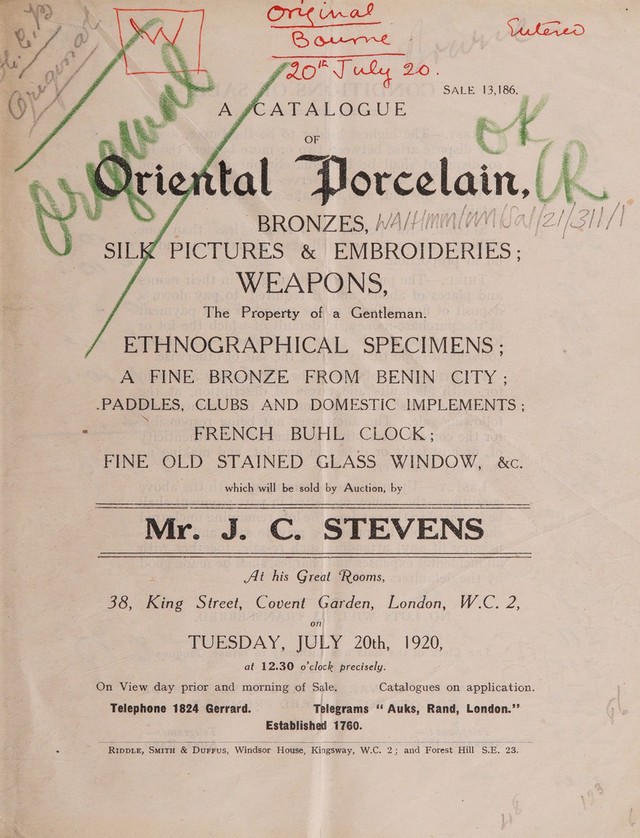 Original
Bourne
20th July 20.
Entered
W
Original
Original
OK
CR
SALE 13,186.
A CATALOGUE
OF
Oriental Porcelain,
BRONZES,
SILK PICTURES & EMBROIDERIES;
WEAPONS,
The Property of a Gentleman.
ETHNOGRAPHICAL SPECIMENS;
A FINE BRONZE FROM BENIN CITY;
PADDLES, CLUBS AND DOMESTIC IMPLEMENTS;
FRENCH BUHL CLOCK;
FINE OLD STAINED GLASS WINDOW, &c.
which will be sold by Auction, by
Mr. J. C. STEVENS
At his Great Rooms,
38, King Street, Covent Garden, London, W.C. 2,
on
TUESDAY, JULY 20th, 1920,
at 12.30 o'clock precisely.
On View day prior and morning of Sale. Catalogues on application.
Telephone 1824 Gerrard. Telegrams "Auks, Rand, London."
Established 1760.
RIDDLE, SMITH & DUFFUS, Windsor House, Kingsway, W.C. 2; and Forest Hill S.E. 23.